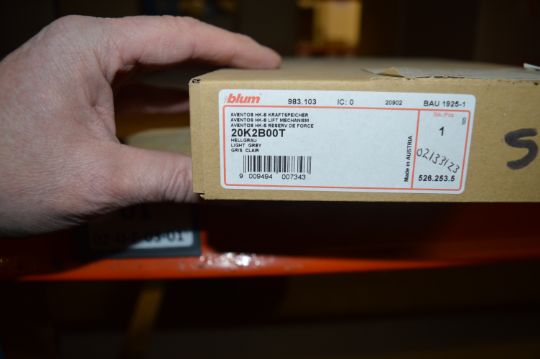 blum 983.103 IC: 0 20902 BAU 1925-1
AVENTOS HK-S KRAFTSPEICHER
AVENTOS HK-S LIFT MECHANISM
AVENTOS HK-S RESERV DE FORCE
20K2B00T
HELLGRAU
LIGHT GREY
GRIS CLAIR
9 009494 007343
Made in AUSTRIA
1
02133123
526.253.5
S
01